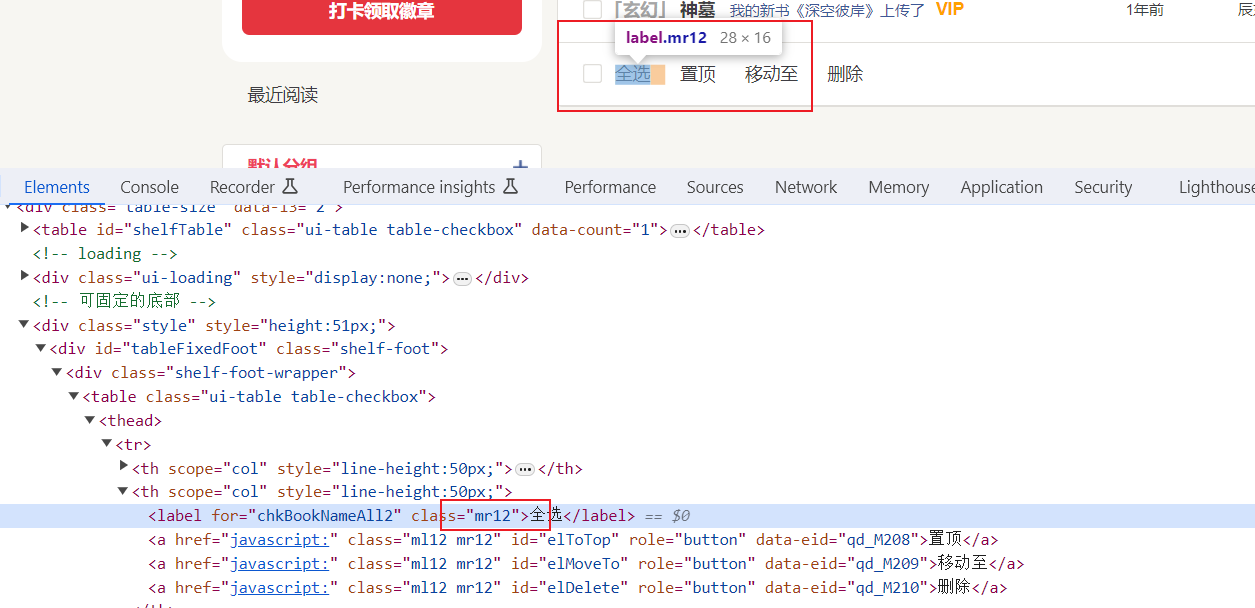 打卡领取徽章
「玄幻」 神墓 我的新书《深空彼岸》上传了 VIP 1年前 辰
label.mr12 28 × 16
全选 置顶 移动至 删除
最近阅读
默认分组 +
Elements Console Recorder Performance insights Performance Sources Network Memory Application Security Lighthouse
<div class="table-size" data-l3="2">
<table id="shelfTable" class="ui-table table-checkbox" data-count="1">…</table>
<!-- loading -->
<div class="ui-loading" style="display:none;">…</div>
<!-- 可固定的底部 -->
<div class="style" style="height:51px;">
<div id="tableFixedFoot" class="shelf-foot">
<div class="shelf-foot-wrapper">
<table class="ui-table table-checkbox">
<thead>
<tr>
<th scope="col" style="line-height:50px;">…</th>
<th scope="col" style="line-height:50px;">
<label for="chkBookNameAll2" class="mr12">全选</label> == $0
<a href="javascript:" class="ml12 mr12" id="elToTop" role="button" data-eid="qd_M208">置顶</a>
<a href="javascript:" class="ml12 mr12" id="elMoveTo" role="button" data-eid="qd_M209">移动至</a>
<a href="javascript:" class="ml12 mr12" id="elDelete" role="button" data-eid="qd_M210">删除</a>